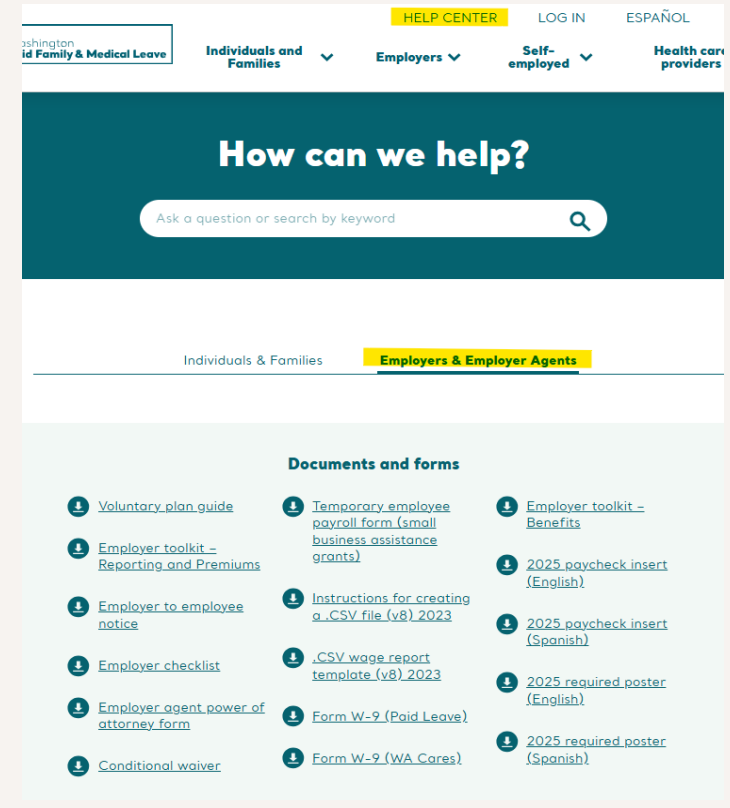 HELP CENTER LOG IN ESPAÑOL
ashington
id Family & Medical Leave
Individuals and
Families
Employers
Self-
employed
Health care
providers
How can we help?
Ask a question or search by keyword
Individuals & Families
Employers & Employer Agents
Documents and forms
Voluntary plan guide
Employer toolkit –
Reporting and Premiums
Employer to employee
notice
Employer checklist
Employer agent power of
attorney form
Conditional waiver
Temporary employee
payroll form (small
business assistance
grants)
Instructions for creating
a .CSV file (v8) 2023
.CSV wage report
template (v8) 2023
Form W-9 (Paid Leave)
Form W-9 (WA Cares)
Employer toolkit –
Benefits
2025 paycheck insert
(English)
2025 paycheck insert
(Spanish)
2025 required poster
(English)
2025 required poster
(Spanish)